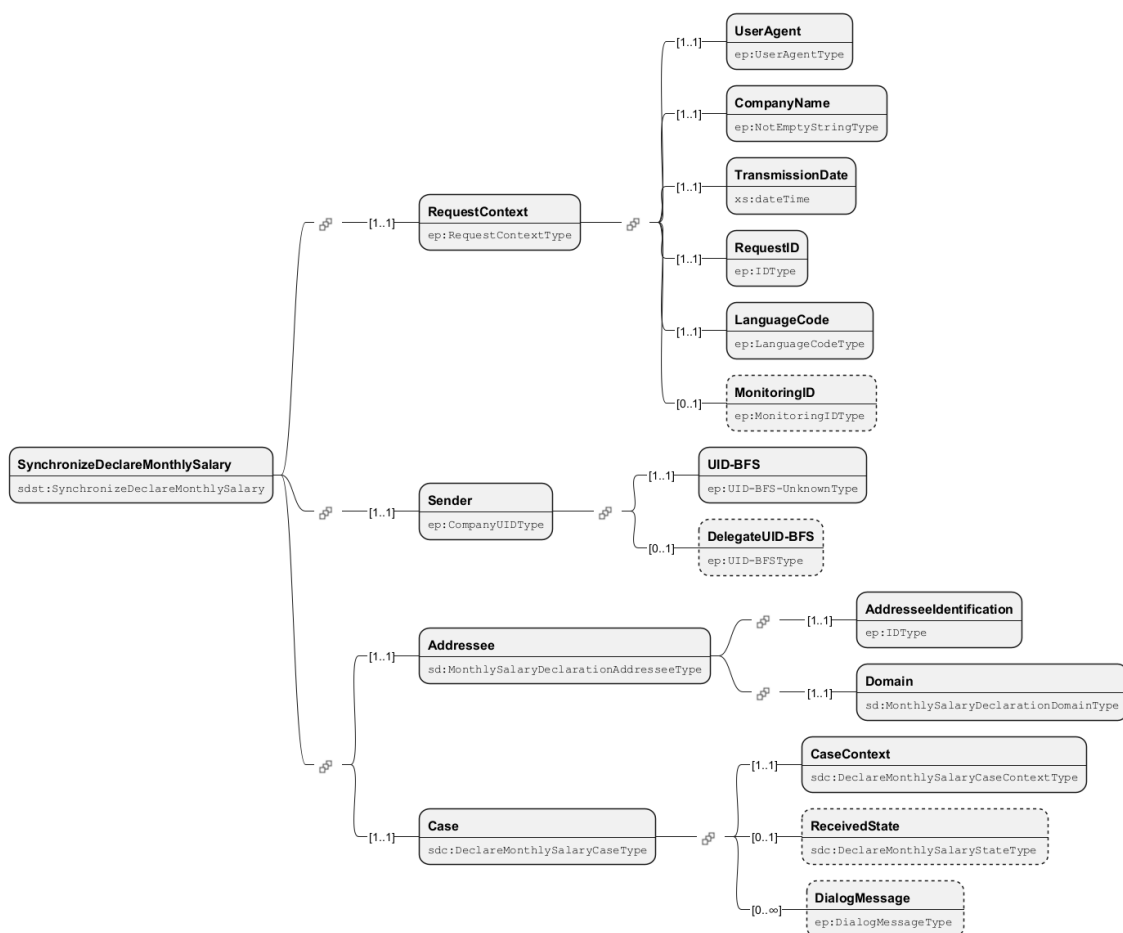 UserAgent
[1..1]
ep:UserAgentType
CompanyName
[1..1]
ep:NotEmptyStringType
TransmissionDate
[1..1]
xs:dateTime
RequestContext
[1..1]
ep:RequestContextType
RequestID
[1..1]
ep:IDType
LanguageCode
[1..1]
ep:LanguageCodeType
MonitoringID
[0..1]
ep:MonitoringIDType
SynchronizeDeclareMonthlySalary
sdst:SynchronizeDeclareMonthlySalary
UID-BFS
[1..1]
ep:UID-BFS-UnknownType
Sender
[1..1]
ep:CompanyUIDType
DelegateUID-BFS
[0..1]
ep:UID-BFSType
AddresseeIdentification
[1..1]
ep:IDType
Addressee
[1..1]
sd:MonthlySalaryDeclarationAddresseeType
Domain
[1..1]
sd:MonthlySalaryDeclarationDomainType
CaseContext
[1..1]
sdc:DeclareMonthlySalaryCaseContextType
Case
[1..1]
sdc:DeclareMonthlySalaryCaseType
ReceivedState
[0..1]
sdc:DeclareMonthlySalaryStateType
DialogMessage
[0..∞]
ep:DialogMessageType